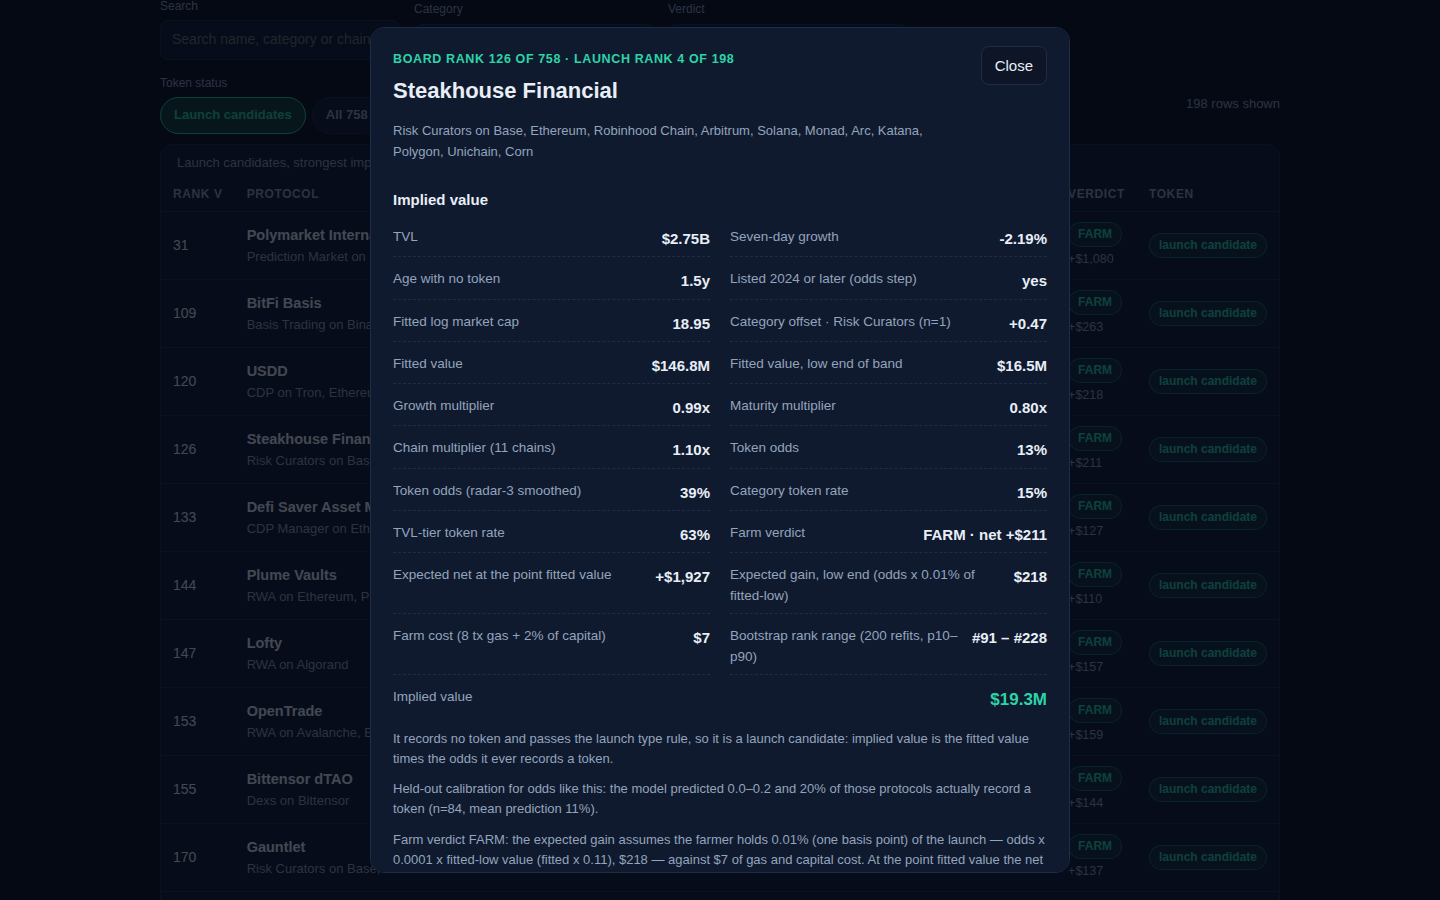 Search
Category
Verdict
Search name, category or chain
Token status
Launch candidates
All 758
198 rows shown
Launch candidates, strongest imp
RANK V
PROTOCOL
VERDICT
TOKEN
31
Polymarket Interna
Prediction Market on
FARM
+$1,080
launch candidate
109
BitFi Basis
Basis Trading on Bina
FARM
+$263
launch candidate
120
USDD
CDP on Tron, Ethereu
FARM
+$218
launch candidate
126
Steakhouse Finan
Risk Curators on Bas
FARM
+$211
launch candidate
133
Defi Saver Asset M
CDP Manager on Eth
FARM
+$127
launch candidate
144
Plume Vaults
RWA on Ethereum, P
FARM
+$110
launch candidate
147
Lofty
RWA on Algorand
FARM
+$157
launch candidate
153
OpenTrade
RWA on Avalanche, E
FARM
+$159
launch candidate
155
Bittensor dTAO
Dexs on Bittensor
FARM
+$144
launch candidate
170
Gauntlet
Risk Curators on Base,
FARM
+$137
launch candidate
BOARD RANK 126 OF 758 · LAUNCH RANK 4 OF 198
Close
Steakhouse Financial
Risk Curators on Base, Ethereum, Robinhood Chain, Arbitrum, Solana, Monad, Arc, Katana,
Polygon, Unichain, Corn
Implied value
TVL $2.75B
Seven-day growth -2.19%
Age with no token 1.5y
Listed 2024 or later (odds step) yes
Fitted log market cap 18.95
Category offset · Risk Curators (n=1) +0.47
Fitted value $146.8M
Fitted value, low end of band $16.5M
Growth multiplier 0.99x
Maturity multiplier 0.80x
Chain multiplier (11 chains) 1.10x
Token odds 13%
Token odds (radar-3 smoothed) 39%
Category token rate 15%
TVL-tier token rate 63%
Farm verdict FARM · net +$211
Expected net at the point fitted value +$1,927
Expected gain, low end (odds x 0.01% of $218
fitted-low)
Farm cost (8 tx gas + 2% of capital) $7
Bootstrap rank range (200 refits, p10– #91 – #228
p90)
Implied value $19.3M
It records no token and passes the launch type rule, so it is a launch candidate: implied value is the fitted value
times the odds it ever records a token.
Held-out calibration for odds like this: the model predicted 0.0–0.2 and 20% of those protocols actually record a
token (n=84, mean prediction 11%).
Farm verdict FARM: the expected gain assumes the farmer holds 0.01% (one basis point) of the launch — odds x
0.0001 x fitted-low value (fitted x 0.11), $218 — against $7 of gas and capital cost. At the point fitted value the net